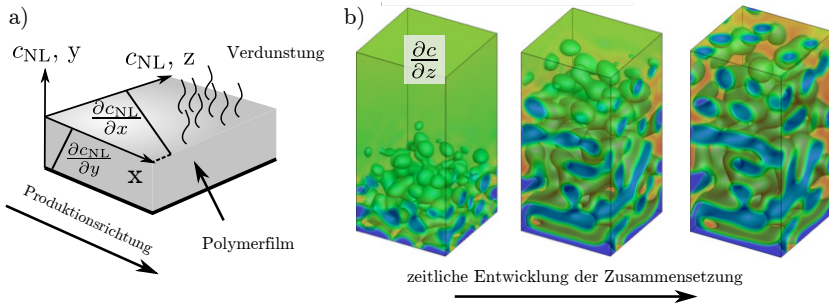 a)
c_NL, y
c_NL, z
Verdunstung
∂c_NL
∂x
∂c_NL
∂y
x
Produktionsrichtung
Polymerfilm
b)
∂c
∂z
zeitliche Entwicklung der Zusammensetzung